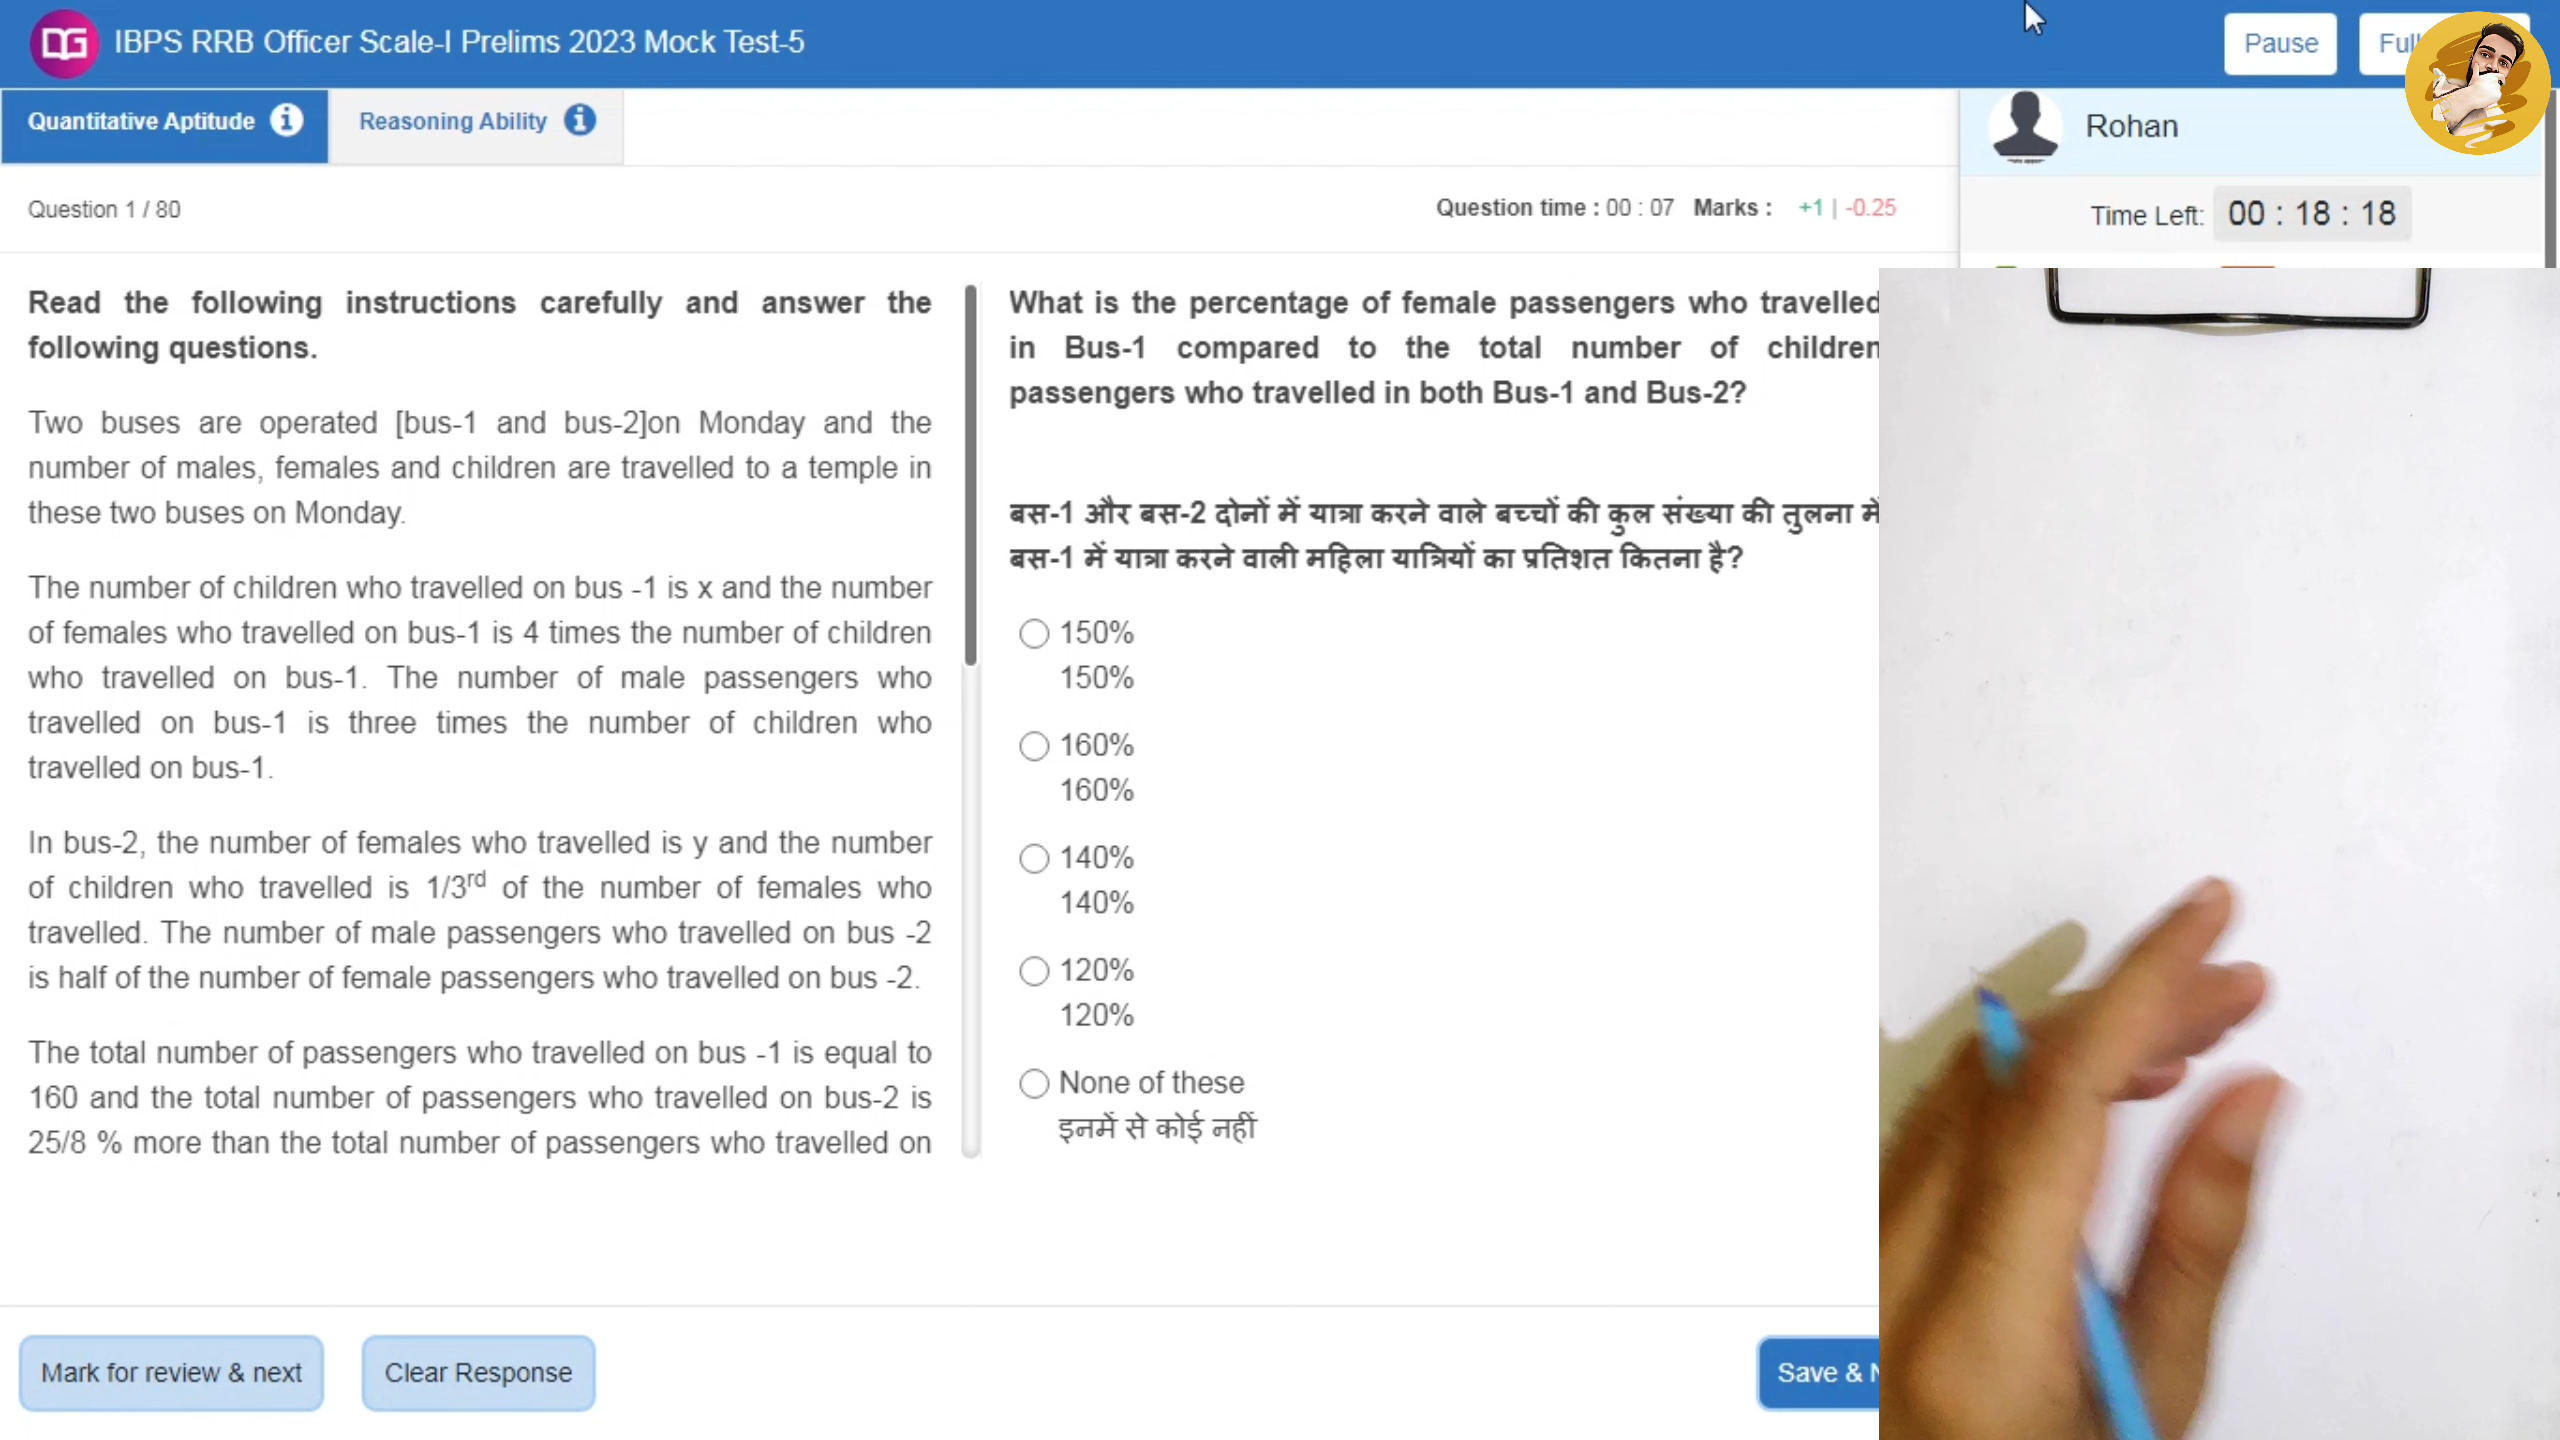 DG IBPS RRB Officer Scale-I Prelims 2023 Mock Test-5
Pause
Quantitative Aptitude i
Reasoning Ability i
Rohan
Question 1 / 80
Question time : 00 : 07 Marks : +1 | -0.25
Time Left: 00 : 18 : 18
Read the following instructions carefully and answer the
following questions.
Two buses are operated [bus-1 and bus-2]on Monday and the
number of males, females and children are travelled to a temple in
these two buses on Monday.
The number of children who travelled on bus -1 is x and the number
of females who travelled on bus-1 is 4 times the number of children
who travelled on bus-1. The number of male passengers who
travelled on bus-1 is three times the number of children who
travelled on bus-1.
In bus-2, the number of females who travelled is y and the number
of children who travelled is 1/3rd of the number of females who
travelled. The number of male passengers who travelled on bus -2
is half of the number of female passengers who travelled on bus -2.
The total number of passengers who travelled on bus -1 is equal to
160 and the total number of passengers who travelled on bus-2 is
25/8 % more than the total number of passengers who travelled on
What is the percentage of female passengers who travelled
in Bus-1 compared to the total number of children
passengers who travelled in both Bus-1 and Bus-2?
बस-1 और बस-2 दोनों में यात्रा करने वाले बच्चों की कुल संख्या की तुलना में
बस-1 में यात्रा करने वाली महिला यात्रियों का प्रतिशत कितना है?
150%
150%
160%
160%
140%
140%
120%
120%
None of these
इनमें से कोई नहीं
Mark for review & next
Clear Response
Save &